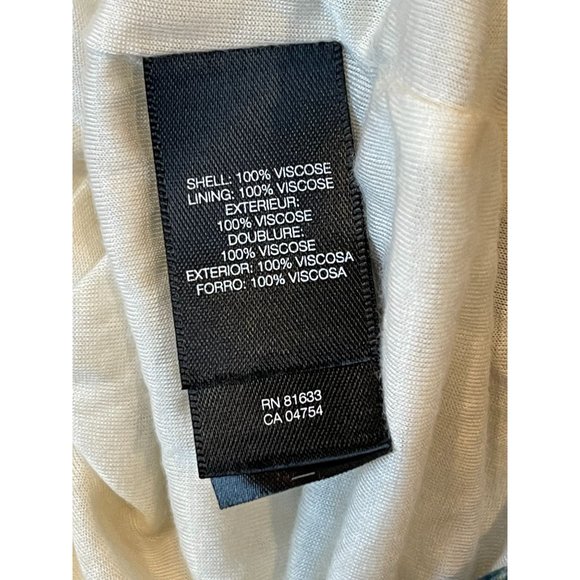 SHELL: 100% VISCOSE
LINING: 100% VISCOSE
EXTERIEUR:
100% VISCOSE
DOUBLURE:
100% VISCOSE
EXTERIOR: 100% VISCOSA
FORRO: 100% VISCOSA
RN 81633
CA 04754